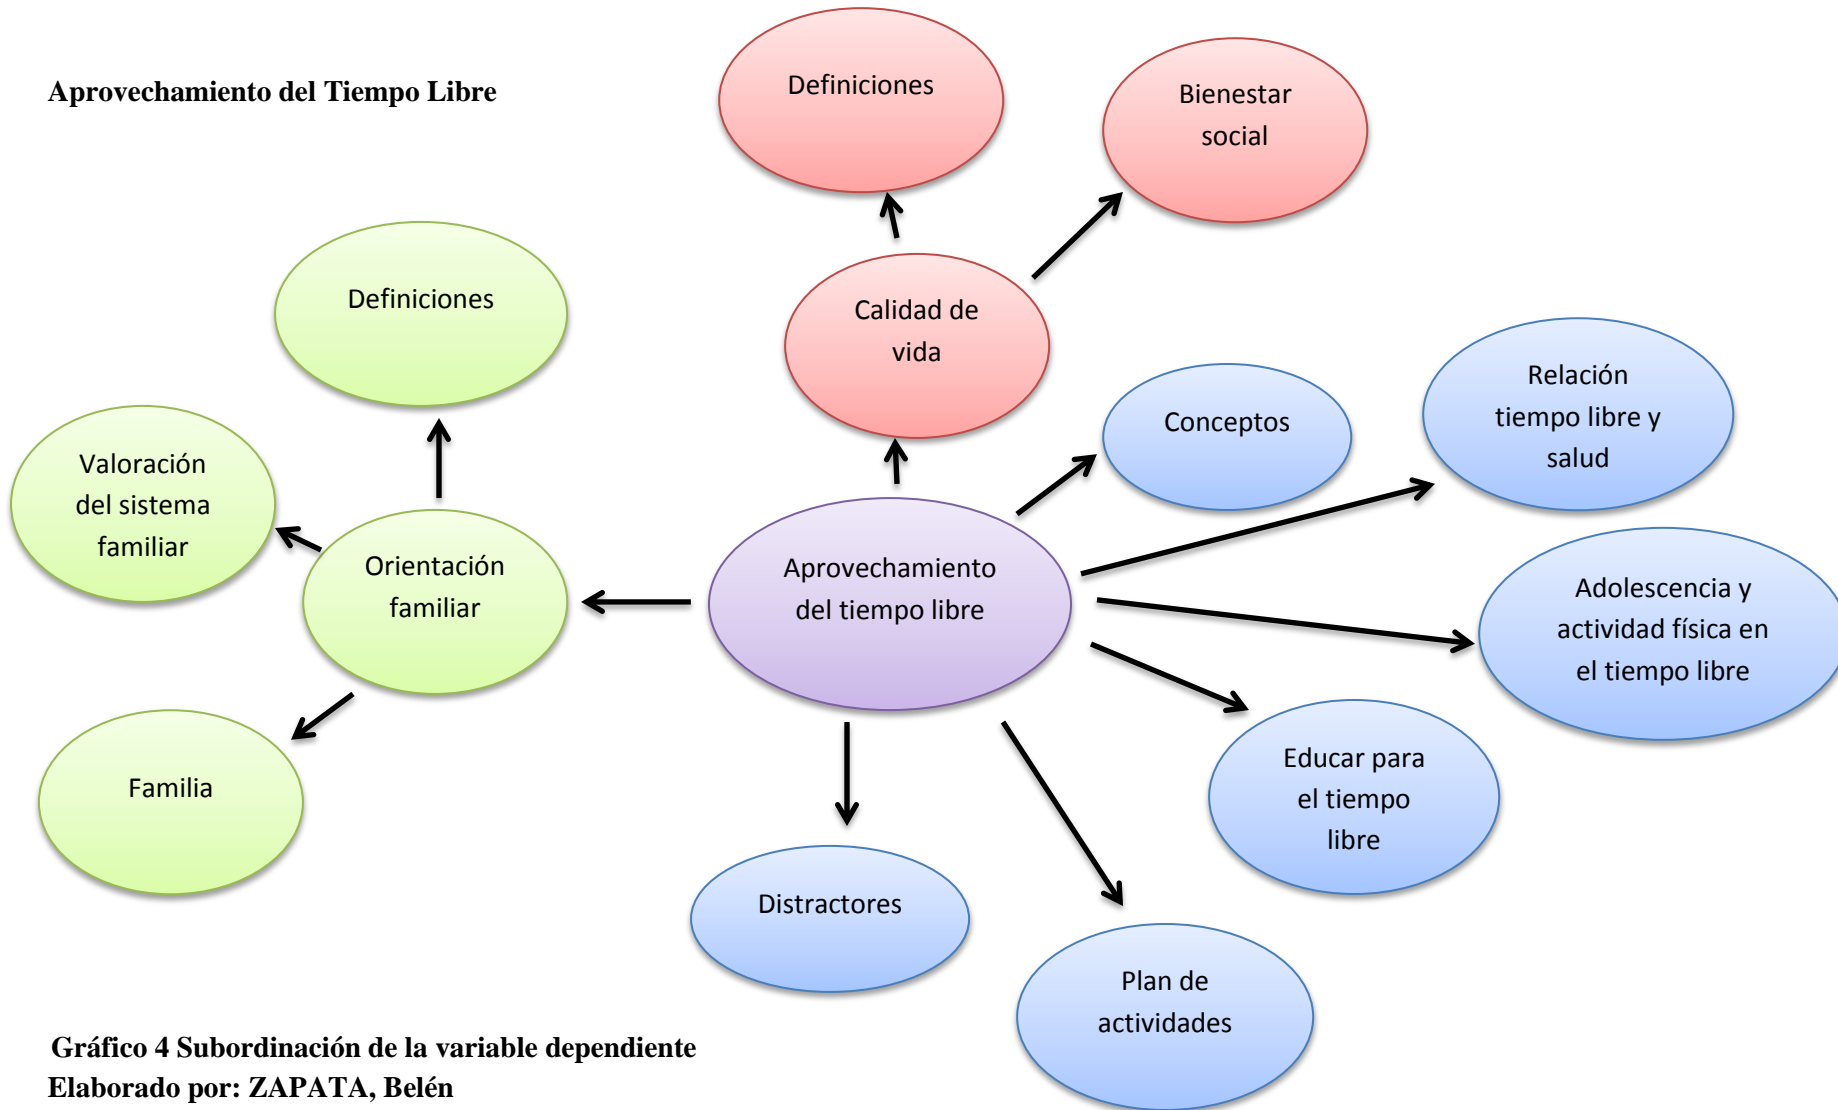 Aprovechamiento del Tiempo Libre
Definiciones
Bienestar
social
Definiciones
Calidad de
vida
Conceptos
Relación
tiempo libre y
salud
Valoración
del sistema
familiar
Orientación
familiar
Aprovechamiento
del tiempo libre
Adolescencia y
actividad física en
el tiempo libre
Familia
Educar para
el tiempo
libre
Distractores
Plan de
actividades
Gráfico 4 Subordinación de la variable dependiente
Elaborado por: ZAPATA, Belén